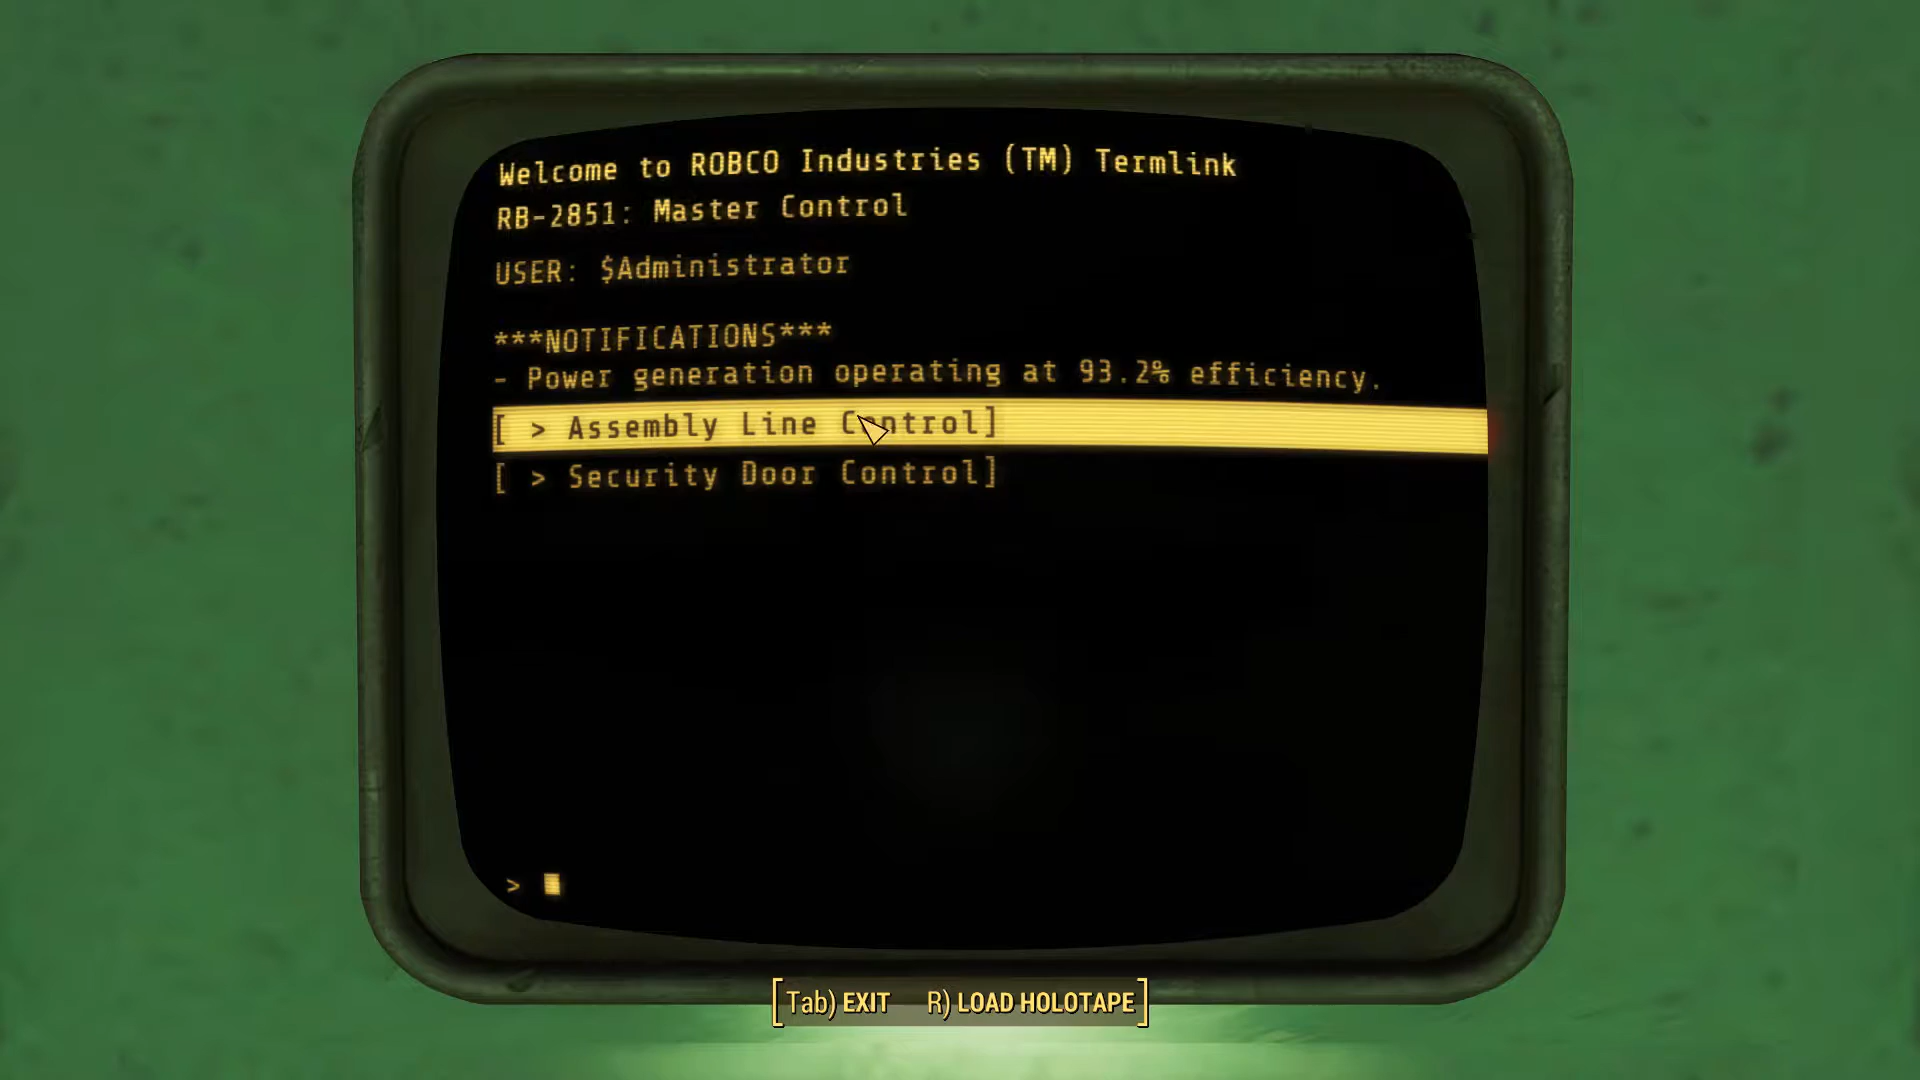 Welcome to ROBCO Industries (TM) Termlink
RB-2851: Master Control
USER: $Administrator
***NOTIFICATIONS***
- Power generation operating at 93.2% efficiency.
[ > Assembly Line Control]
[ > Security Door Control]
>
[Tab) EXIT R) LOAD HOLOTAPE]